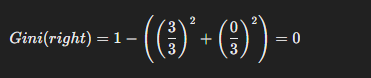 Gini(right) = 1 − ((3/3)² + (0/3)²) = 0